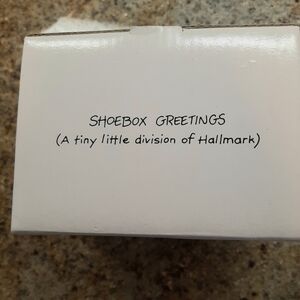 SHOEBOX GREETINGS
(A tiny little division of Hallmark)